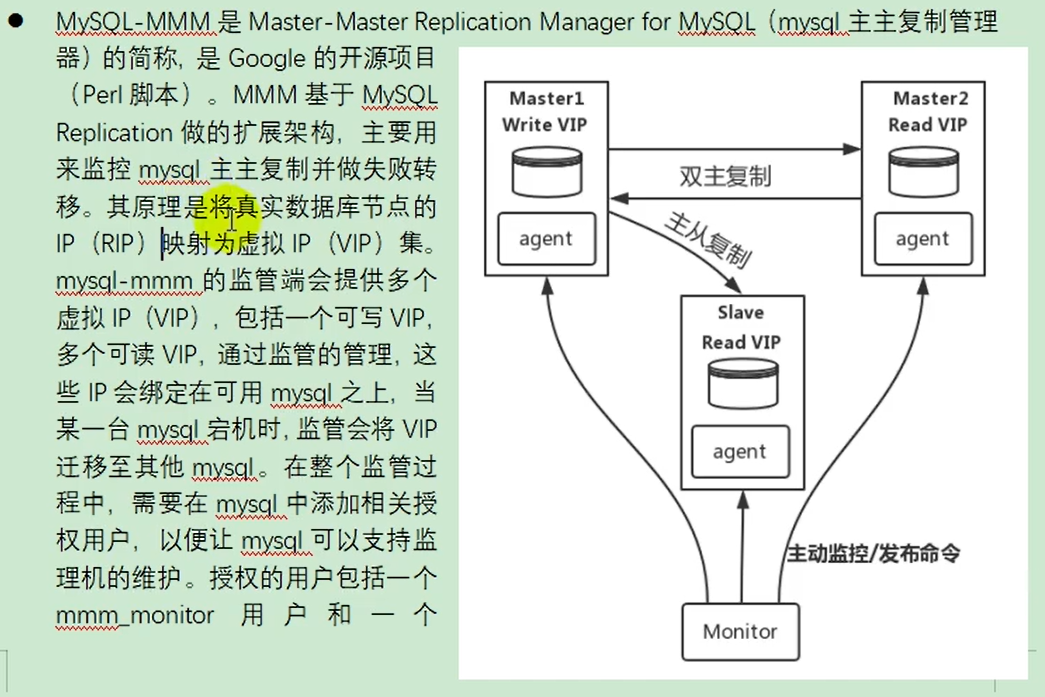 MySQL-MMM 是 Master-Master Replication Manager for MySQL（mysql 主主复制管理
器）的简称，是 Google 的开源项目
（Perl 脚本）。MMM 基于 MySQL
Replication 做的扩展架构，主要用
来监控 mysql 主主复制并做失败转
移。其原理是将真实数据库节点的
IP（RIP）映射为虚拟 IP（VIP）集。
mysql-mmm 的监管端会提供多个
虚拟 IP（VIP），包括一个可写 VIP，
多个可读 VIP，通过监管的管理，这
些 IP 会绑定在可用 mysql 之上，当
某一台 mysql 宕机时，监管会将 VIP
迁移至其他 mysql。在整个监管过
程中，需要在 mysql 中添加相关授
权用户，以便让 mysql 可以支持监
理机的维护。授权的用户包括一个
mmm_monitor 用户和一个
Master1
Write VIP
agent
双主复制
主从复制
Master2
Read VIP
agent
Slave
Read VIP
agent
主动监控/发布命令
Monitor